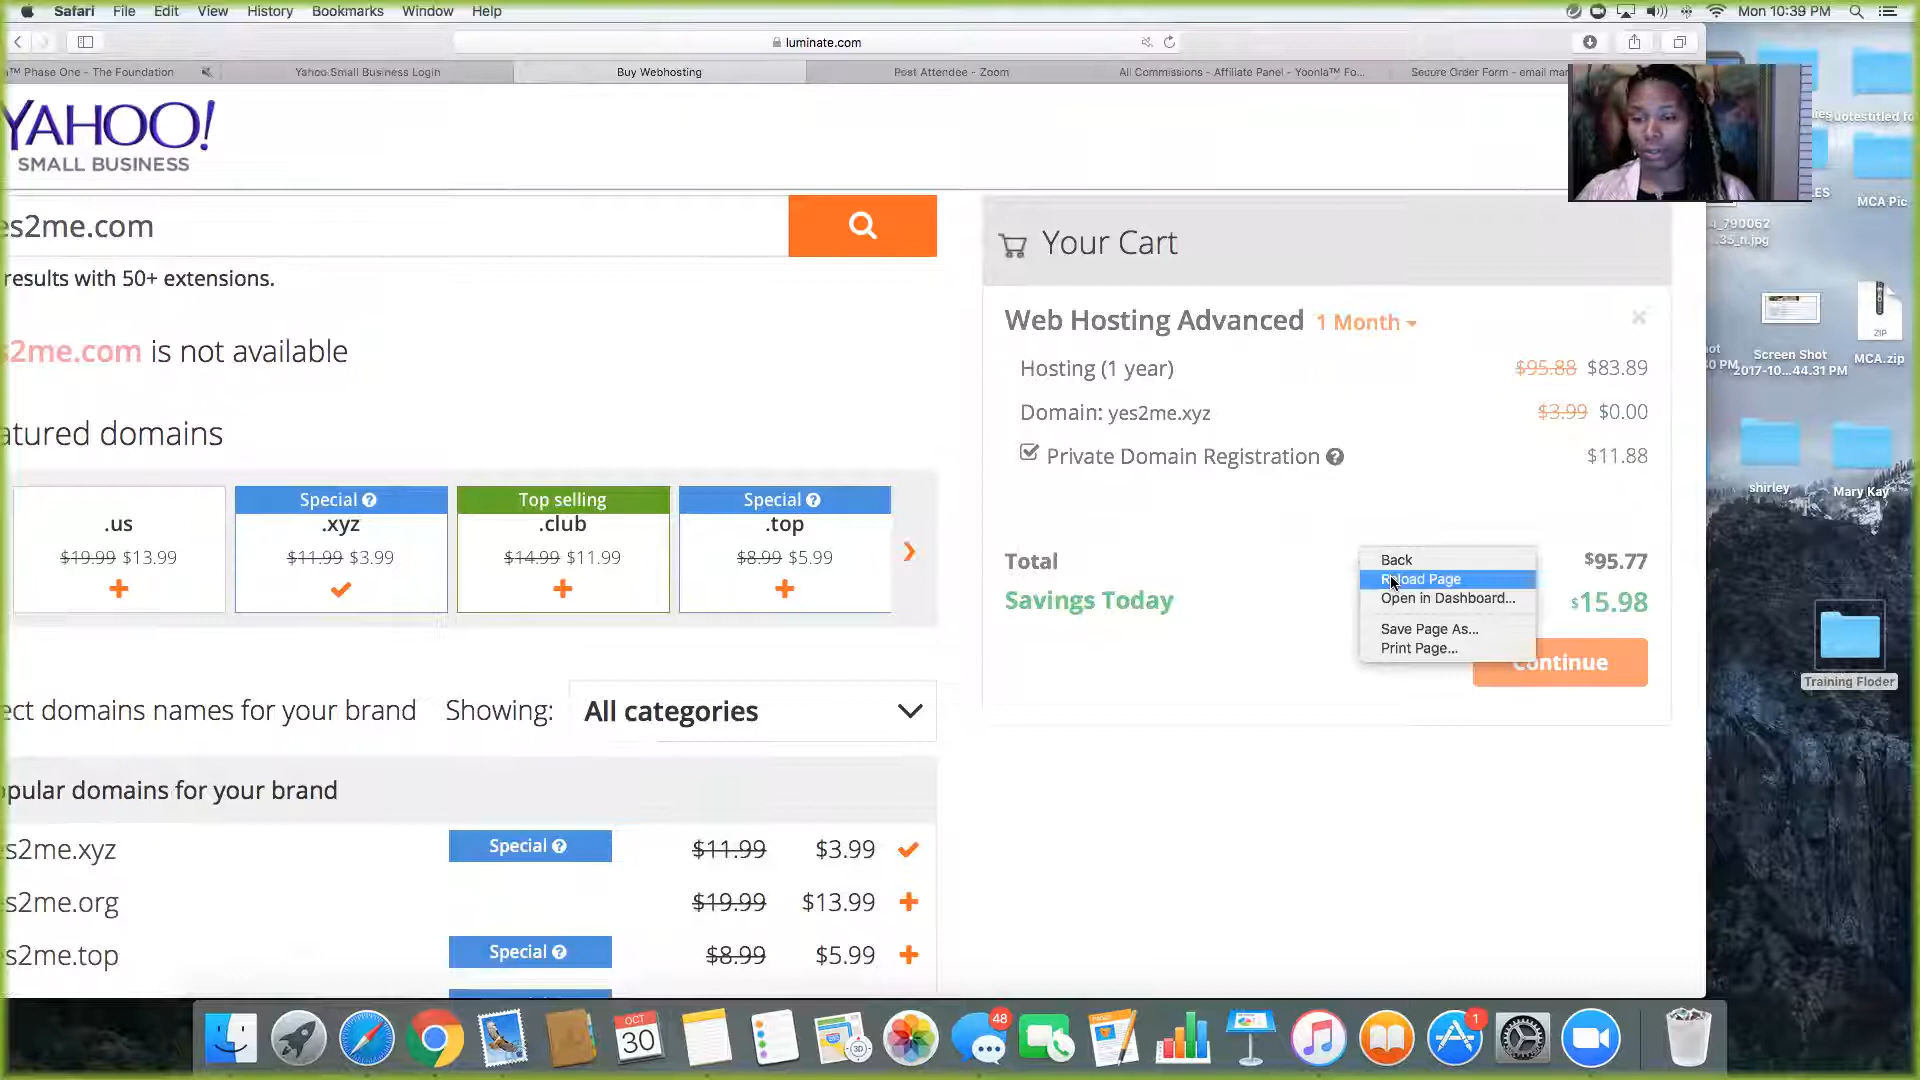 Safari File Edit View History Bookmarks Window Help Mon 10:39 PM
luminate.com
™ Phase One - The Foundation Yahoo Small Business Login Buy Webhosting Post Attendee - Zoom All Commissions - Affiliate Panel - Yoonla™ Fo... Secure Order Form - email mar
YAHOO!
SMALL BUSINESS
es2me.com
results with 50+ extensions.
s2me.com is not available
atured domains
.us
$19.99 $13.99
Special
.xyz
$11.99 $3.99
Top selling
.club
$14.99 $11.99
Special
.top
$8.99 $5.99
ect domains names for your brand Showing: All categories
opular domains for your brand
s2me.xyz Special $11.99 $3.99
s2me.org $19.99 $13.99
s2me.top Special $8.99 $5.99
Your Cart
Web Hosting Advanced 1 Month
Hosting (1 year) $95.88 $83.89
Domain: yes2me.xyz $3.99 $0.00
Private Domain Registration $11.88
Total $95.77
Savings Today $15.98
Back
Reload Page
Open in Dashboard...
Save Page As...
Print Page...
Continue
MCA Pic
_790062
...35_n.jpg
ZIP
Screen Shot
2017-10...44.31 PM
MCA.zip
shirley
Mary Kay
Training Floder
OCT
30
48
1